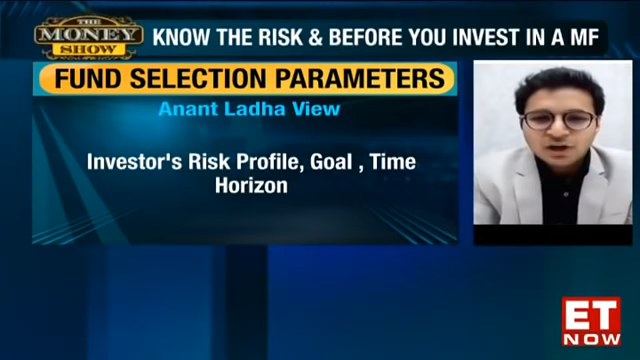 THE
MONEY
SHOW
KNOW THE RISK & BEFORE YOU INVEST IN A MF
FUND SELECTION PARAMETERS
Anant Ladha View
Investor's Risk Profile, Goal , Time
Horizon
ET
NOW